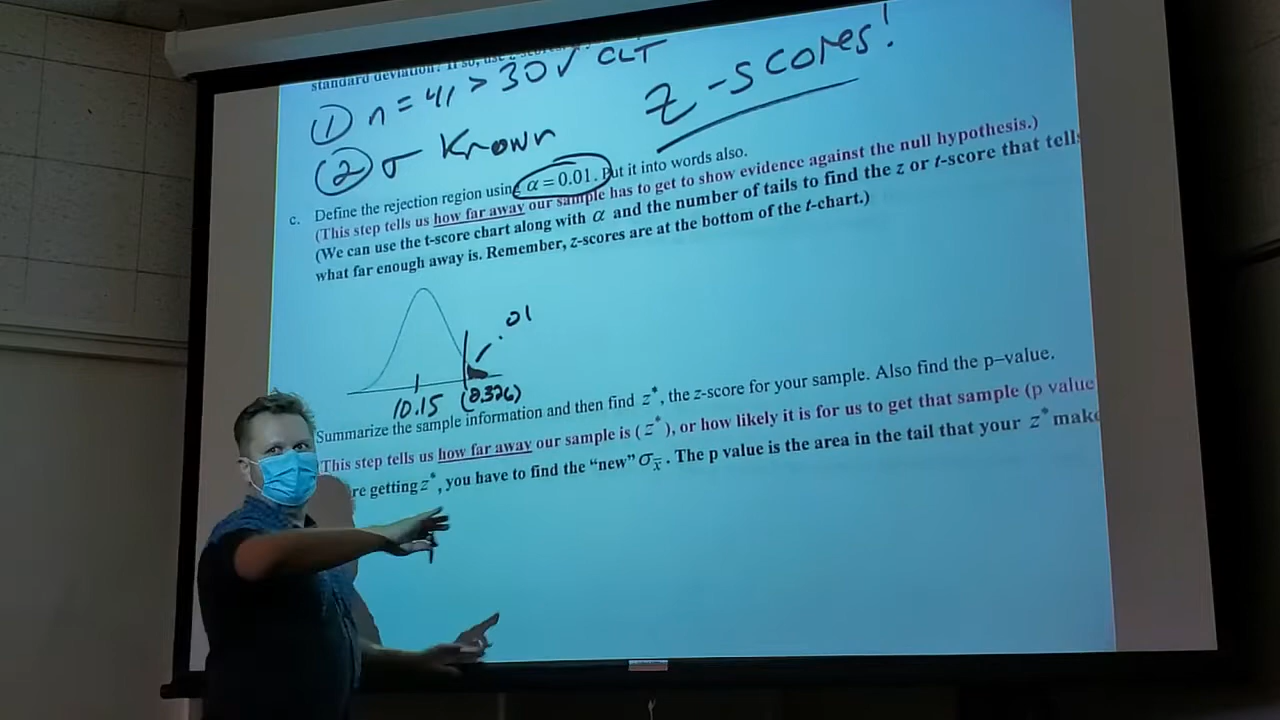 standard deviation? If so, use z-scores
① n = 41 > 30 ✓ CLT
z-scores!
② σ Known
c. Define the rejection region using α = 0.01. Put it into words also.
(This step tells us how far away our sample has to get to show evidence against the null hypothesis.)
(We can use the t-score chart along with α and the number of tails to find the z or t-score that tells
what far enough away is. Remember, z-scores are at the bottom of the t-chart.)
.01
10.15 (2.326)
Summarize the sample information and then find z*, the z-score for your sample. Also find the p–value.
This step tells us how far away our sample is (z*), or how likely it is for us to get that sample (p value
re getting z*, you have to find the “new” σx̄. The p value is the area in the tail that your z* make